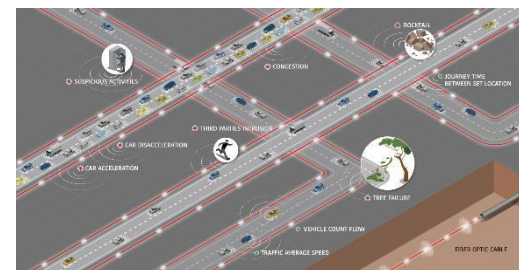 ROCKFALL
CONGESTION
SUSPICIOUS ACTIVITIES
JOURNEY TIME
BETWEEN SET LOCATION
THIRD PARTIES INTRUSION
CAR DISACCELERATION
CAR ACCELERATION
TREE FAILURE
VEHICLE COUNT FLOW
TRAFFIC AVERAGE SPEED
FIBER OPTIC CABLE